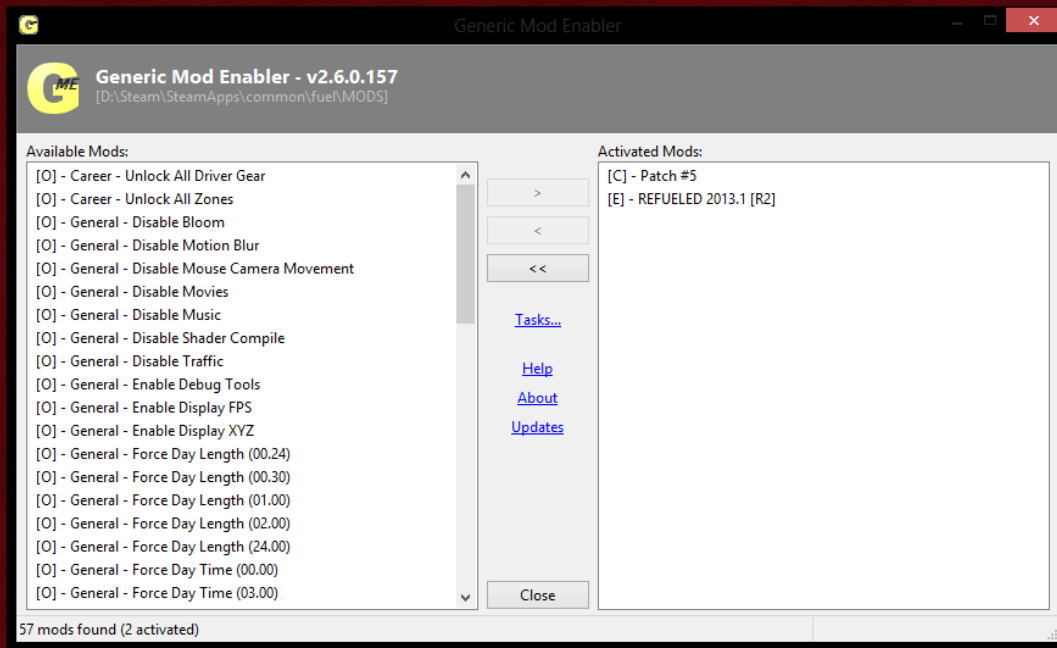 Generic Mod Enabler
GME
Generic Mod Enabler - v2.6.0.157
[D:\Steam\SteamApps\common\fuel\MODS]
Available Mods:
[O] - Career - Unlock All Driver Gear
[O] - Career - Unlock All Zones
[O] - General - Disable Bloom
[O] - General - Disable Motion Blur
[O] - General - Disable Mouse Camera Movement
[O] - General - Disable Movies
[O] - General - Disable Music
[O] - General - Disable Shader Compile
[O] - General - Disable Traffic
[O] - General - Enable Debug Tools
[O] - General - Enable Display FPS
[O] - General - Enable Display XYZ
[O] - General - Force Day Length (00.24)
[O] - General - Force Day Length (00.30)
[O] - General - Force Day Length (01.00)
[O] - General - Force Day Length (02.00)
[O] - General - Force Day Length (24.00)
[O] - General - Force Day Time (00.00)
[O] - General - Force Day Time (03.00)
>
<
<<
Tasks...
Help
About
Updates
Close
Activated Mods:
[C] - Patch #5
[E] - REFUELED 2013.1 [R2]
57 mods found (2 activated)